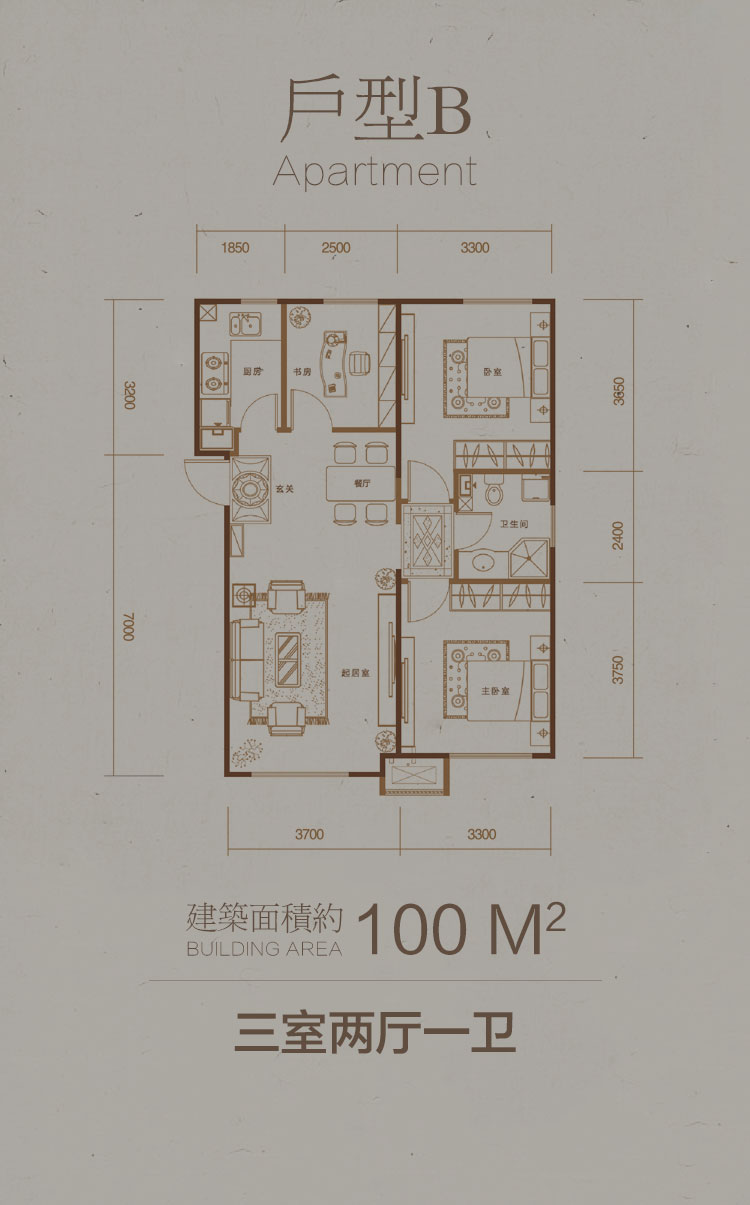 戶型B
Apartment
1850 2500 3300
3200
7000
3650
2400
3750
厨房
书房
卧室
玄关
餐厅
卫生间
起居室
主卧室
3700 3300
建築面積約 100 M²
BUILDING AREA
三室两厅一卫